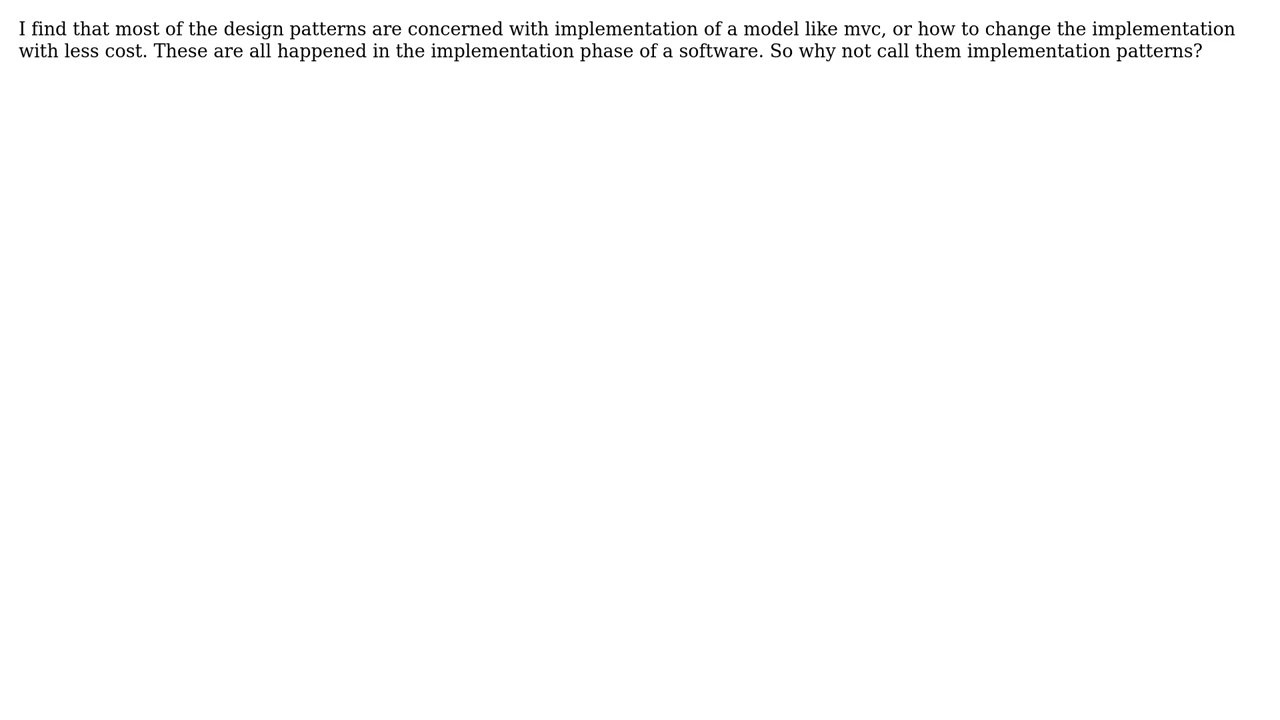 I find that most of the design patterns are concerned with implementation of a model like mvc, or how to change the implementation
with less cost. These are all happened in the implementation phase of a software. So why not call them implementation patterns?